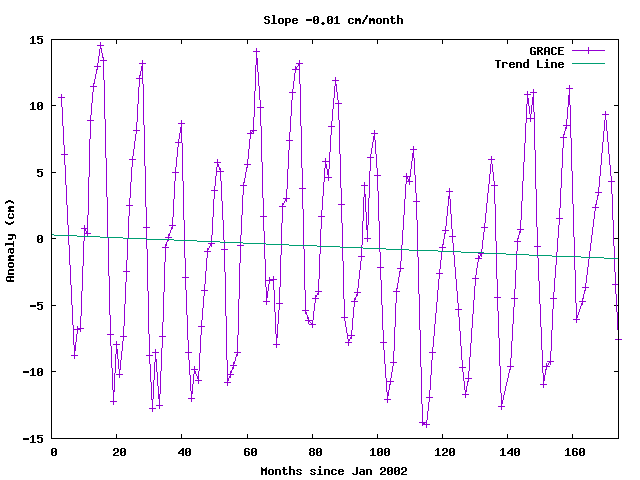 Slope -0.01 cm/month
GRACE
Trend Line
15
10
5
0
-5
-10
-15
Anomaly (cm)
0 20 40 60 80 100 120 140 160
Months since Jan 2002